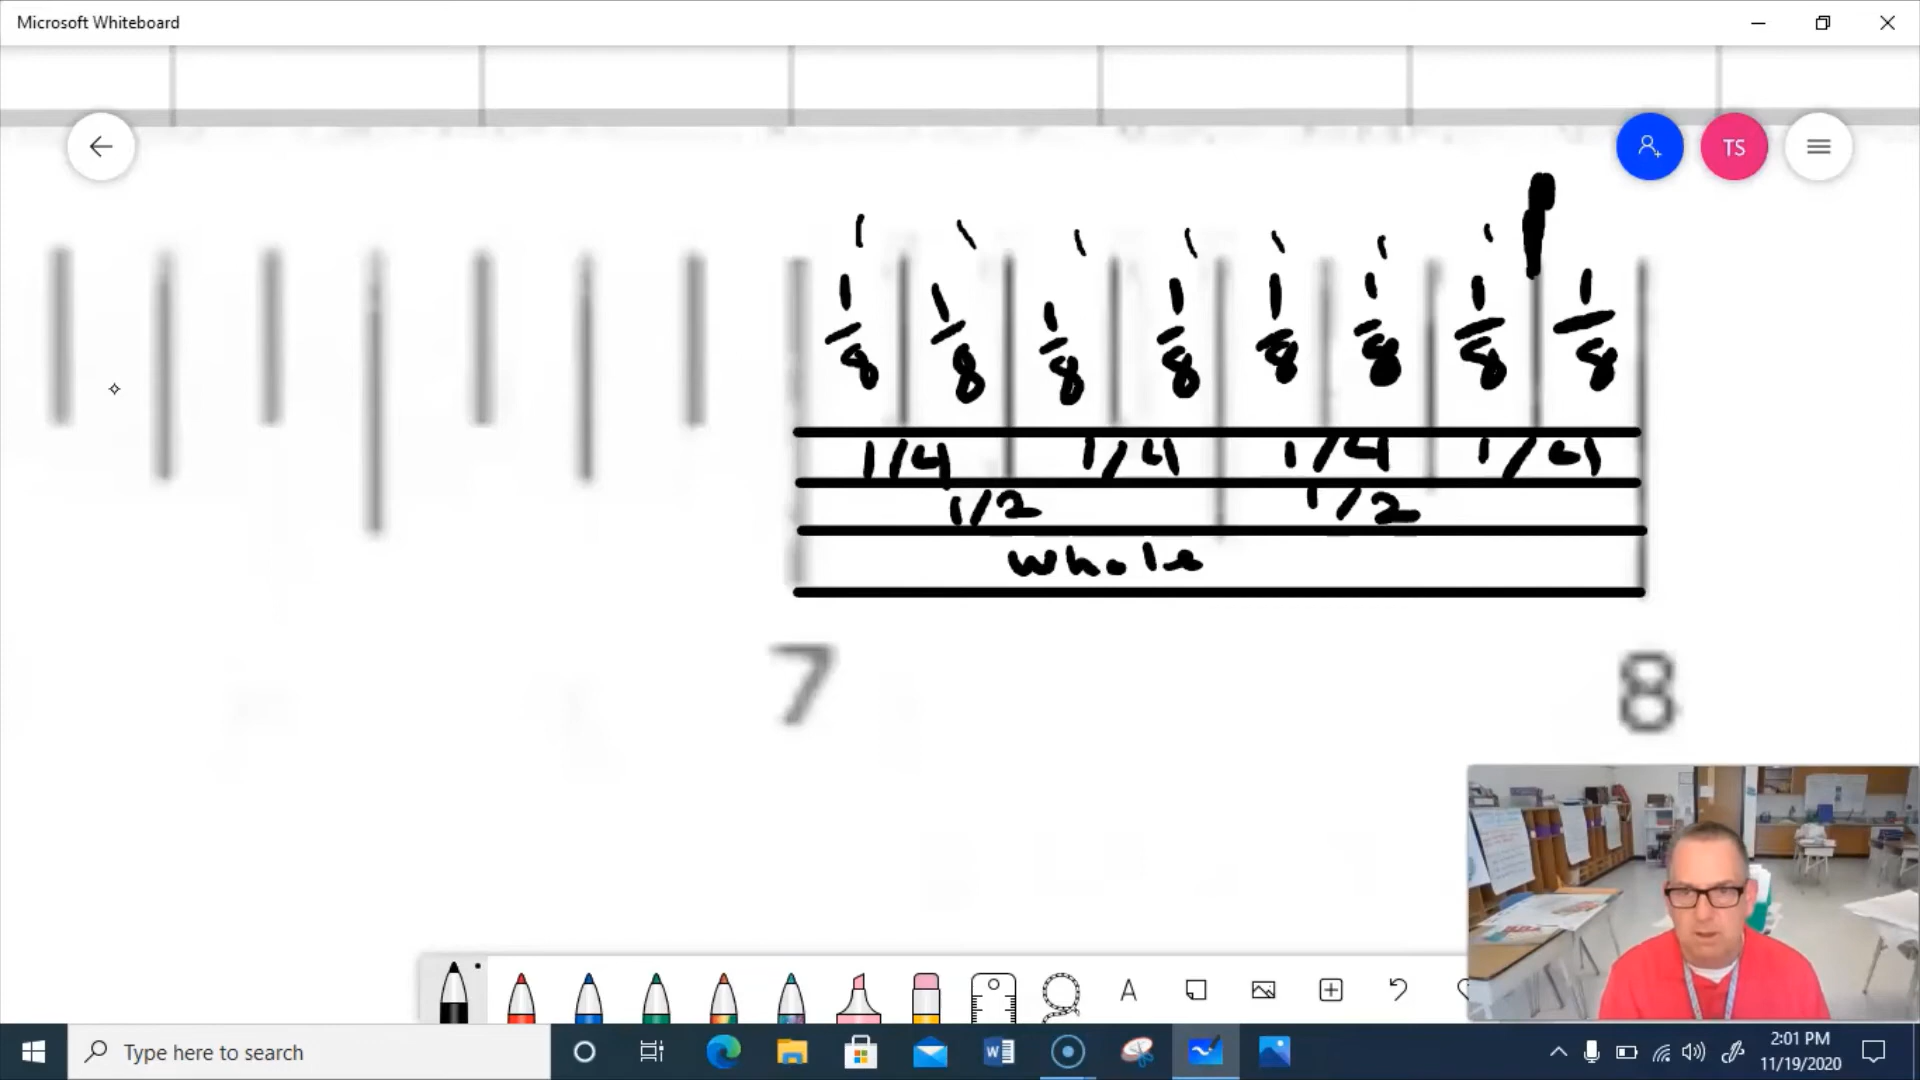 Microsoft Whiteboard
TS
1/8 1/8 1/8 1/8 1/8 1/8 1/8 1/8
1/4 1/4 1/4 1/4
1/2 1/2
whole
7 8
A
Type here to search
2:01 PM
11/19/2020